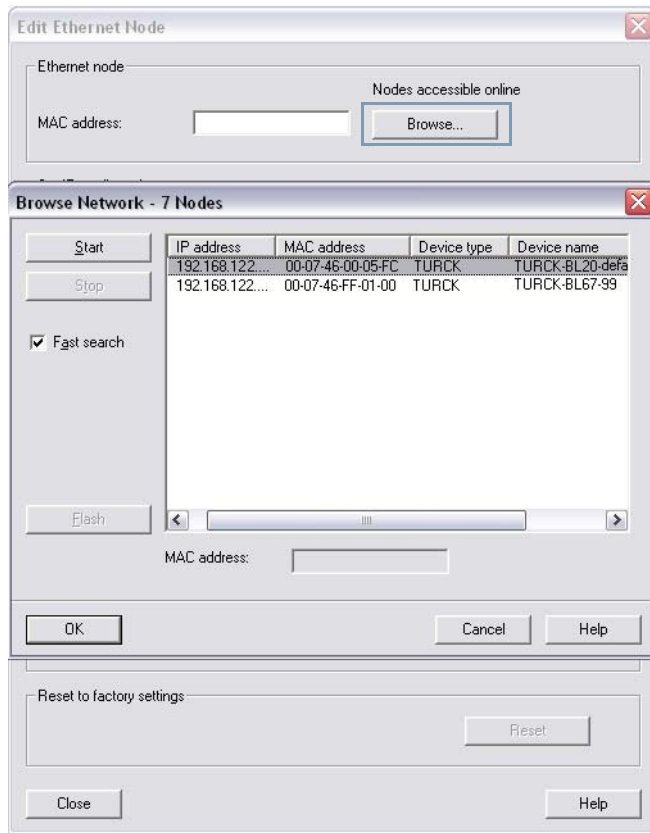 Edit Ethernet Node
Ethernet node
Nodes accessible online
MAC address:
Browse...
Browse Network - 7 Nodes
Start
Stop
Fast search
Flash
IP address MAC address Device type Device name
192.168.122.... 00-07-46-00-05-FC TURCK TURCK-BL20-defa
192.168.122.... 00-07-46-FF-01-00 TURCK TURCK-BL67-99
MAC address:
OK Cancel Help
Reset to factory settings
Reset
Close Help